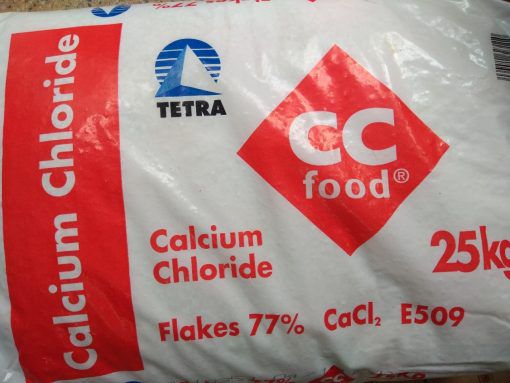 Calcium Chloride
TETRA
CC
food®
Calcium
Chloride
25kg
Flakes 77% CaCl₂ E509